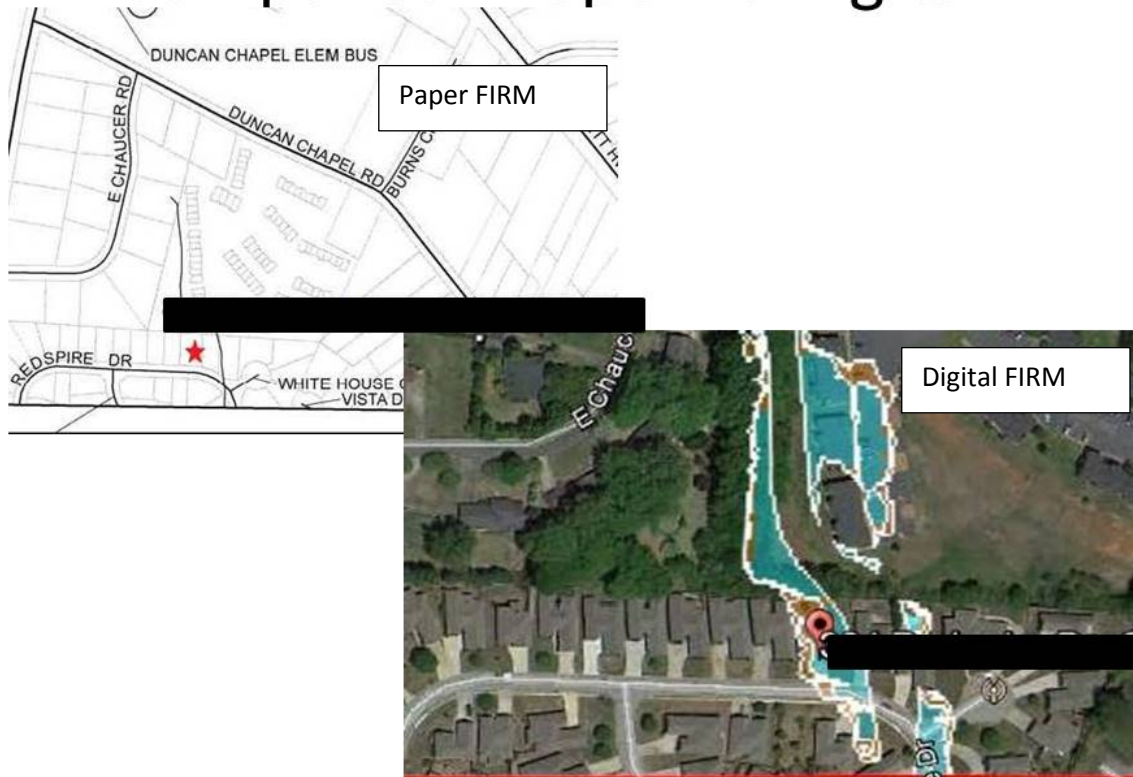 DUNCAN CHAPEL ELEM BUS
Paper FIRM
E CHAUCER RD
DUNCAN CHAPEL RD
REDSPIRE DR
WHITE HOUSE
VISTA D
Digital FIRM
E Chauc
Dr